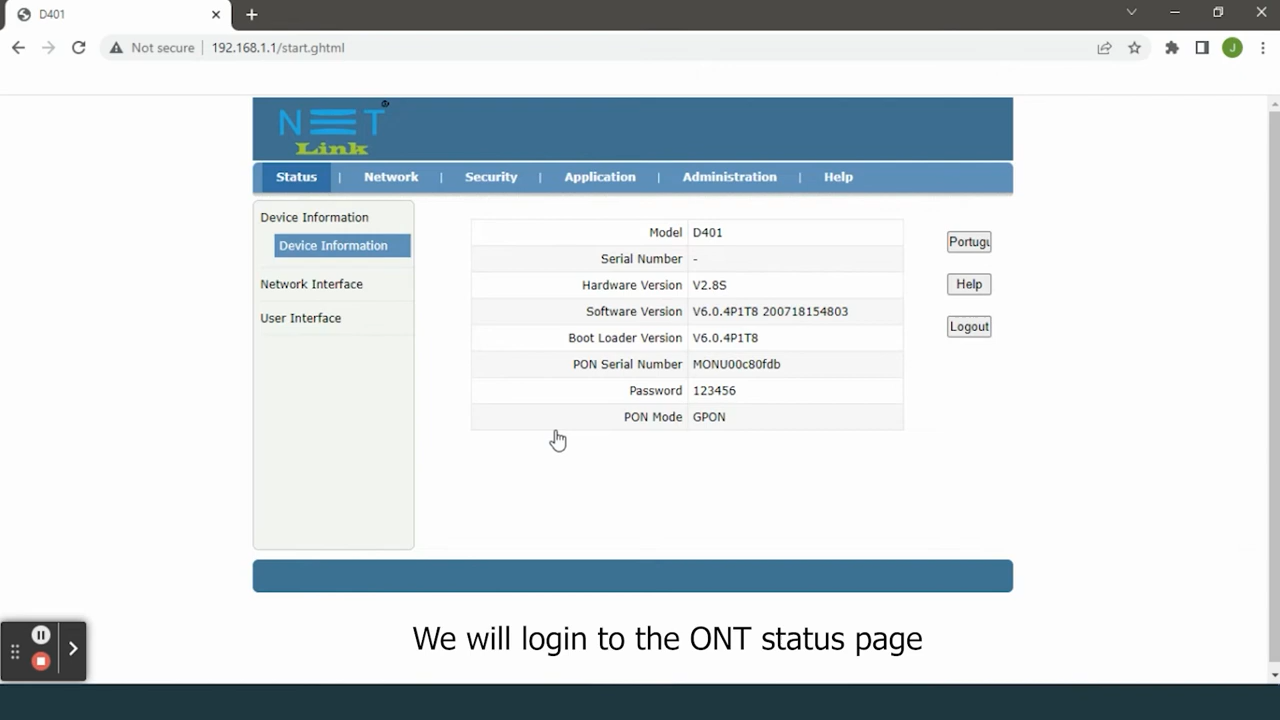 D401
Not secure
192.168.1.1/start.ghtml
J
NET
Link
Status | Network | Security | Application | Administration | Help
Device Information
Device Information
Network Interface
User Interface
Model D401
Serial Number -
Hardware Version V2.8S
Software Version V6.0.4P1T8 200718154803
Boot Loader Version V6.0.4P1T8
PON Serial Number MONU00c80fdb
Password 123456
PON Mode GPON
Portugu
Help
Logout
We will login to the ONT status page